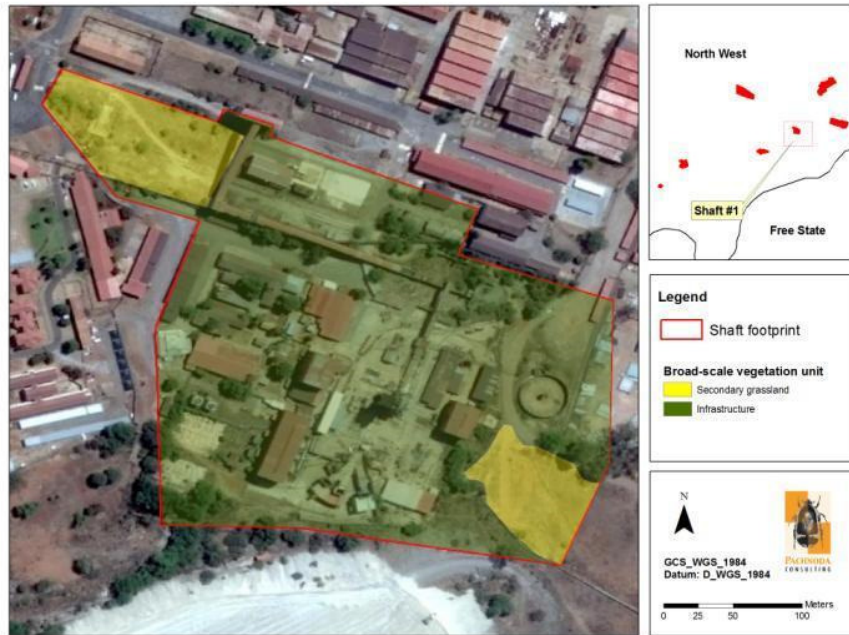 North West
Shaft #1
Free State
Legend
Shaft footprint
Broad-scale vegetation unit
Secondary grassland
Infrastructure
N
PACHNODA
CONSULTING
GCS_WGS_1984
Datum: D_WGS_1984
Meters
0 25 50 100